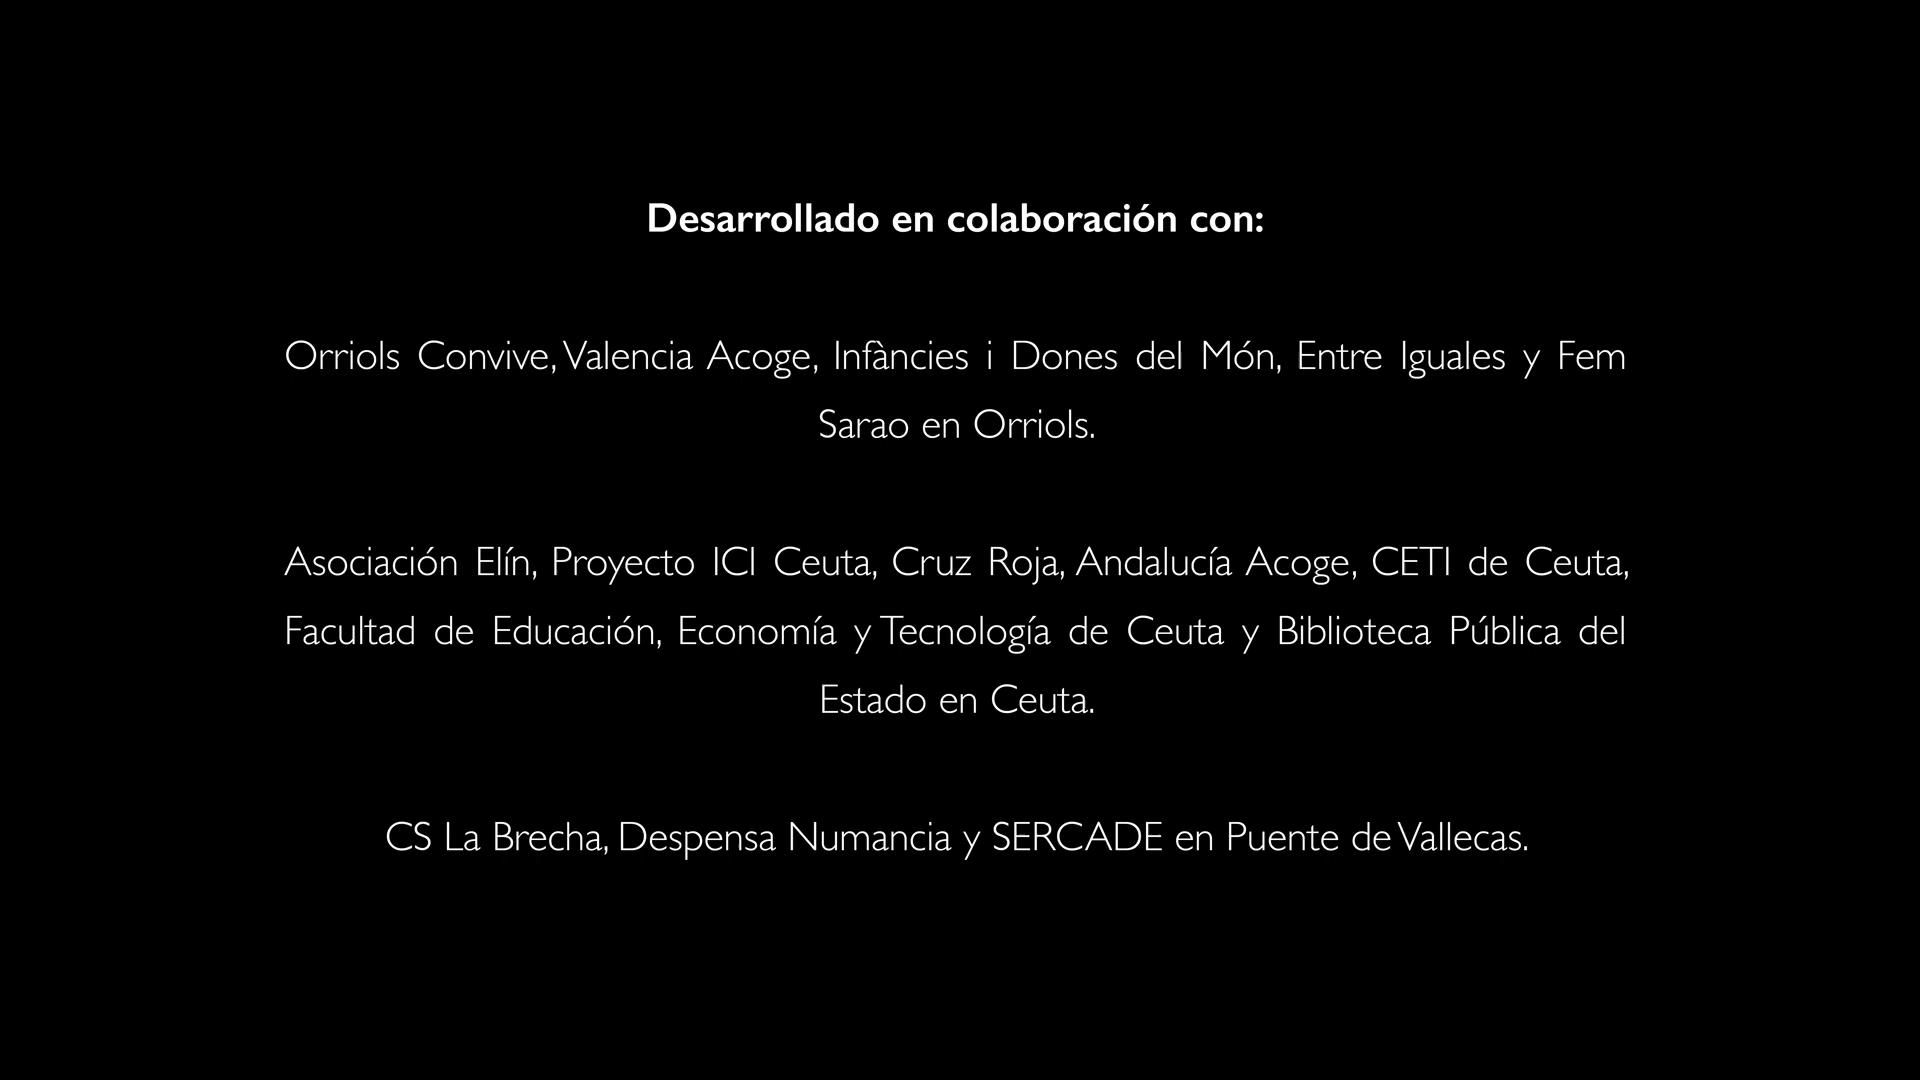 Desarrollado en colaboración con:
Orriols Convive, Valencia Acoge, Infàncies i Dones del Món, Entre Iguales y Fem
Sarao en Orriols.
Asociación Elín, Proyecto ICI Ceuta, Cruz Roja, Andalucía Acoge, CETI de Ceuta,
Facultad de Educación, Economía y Tecnología de Ceuta y Biblioteca Pública del
Estado en Ceuta.
CS La Brecha, Despensa Numancia y SERCADE en Puente de Vallecas.